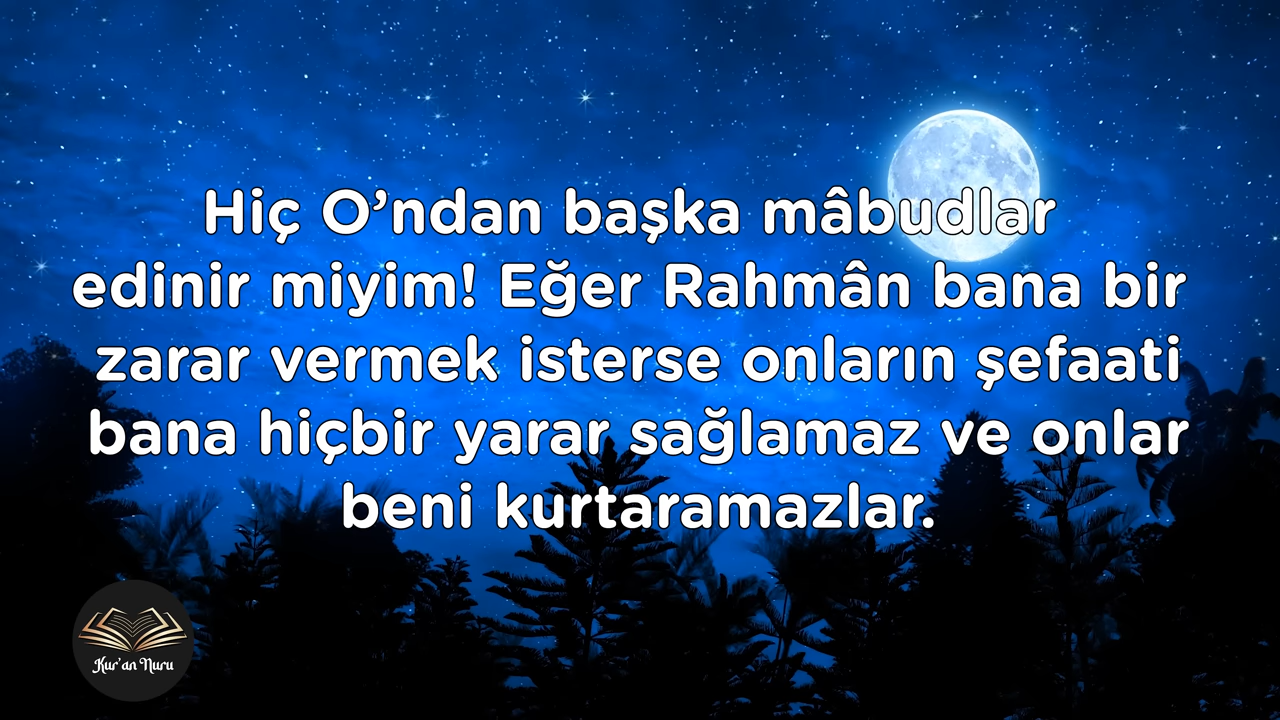 Hiç O’ndan başka mâbudlar
edinir miyim! Eğer Rahmân bana bir
zarar vermek isterse onların şefaati
bana hiçbir yarar sağlamaz ve onlar
beni kurtaramazlar.
Kur’an Nuru